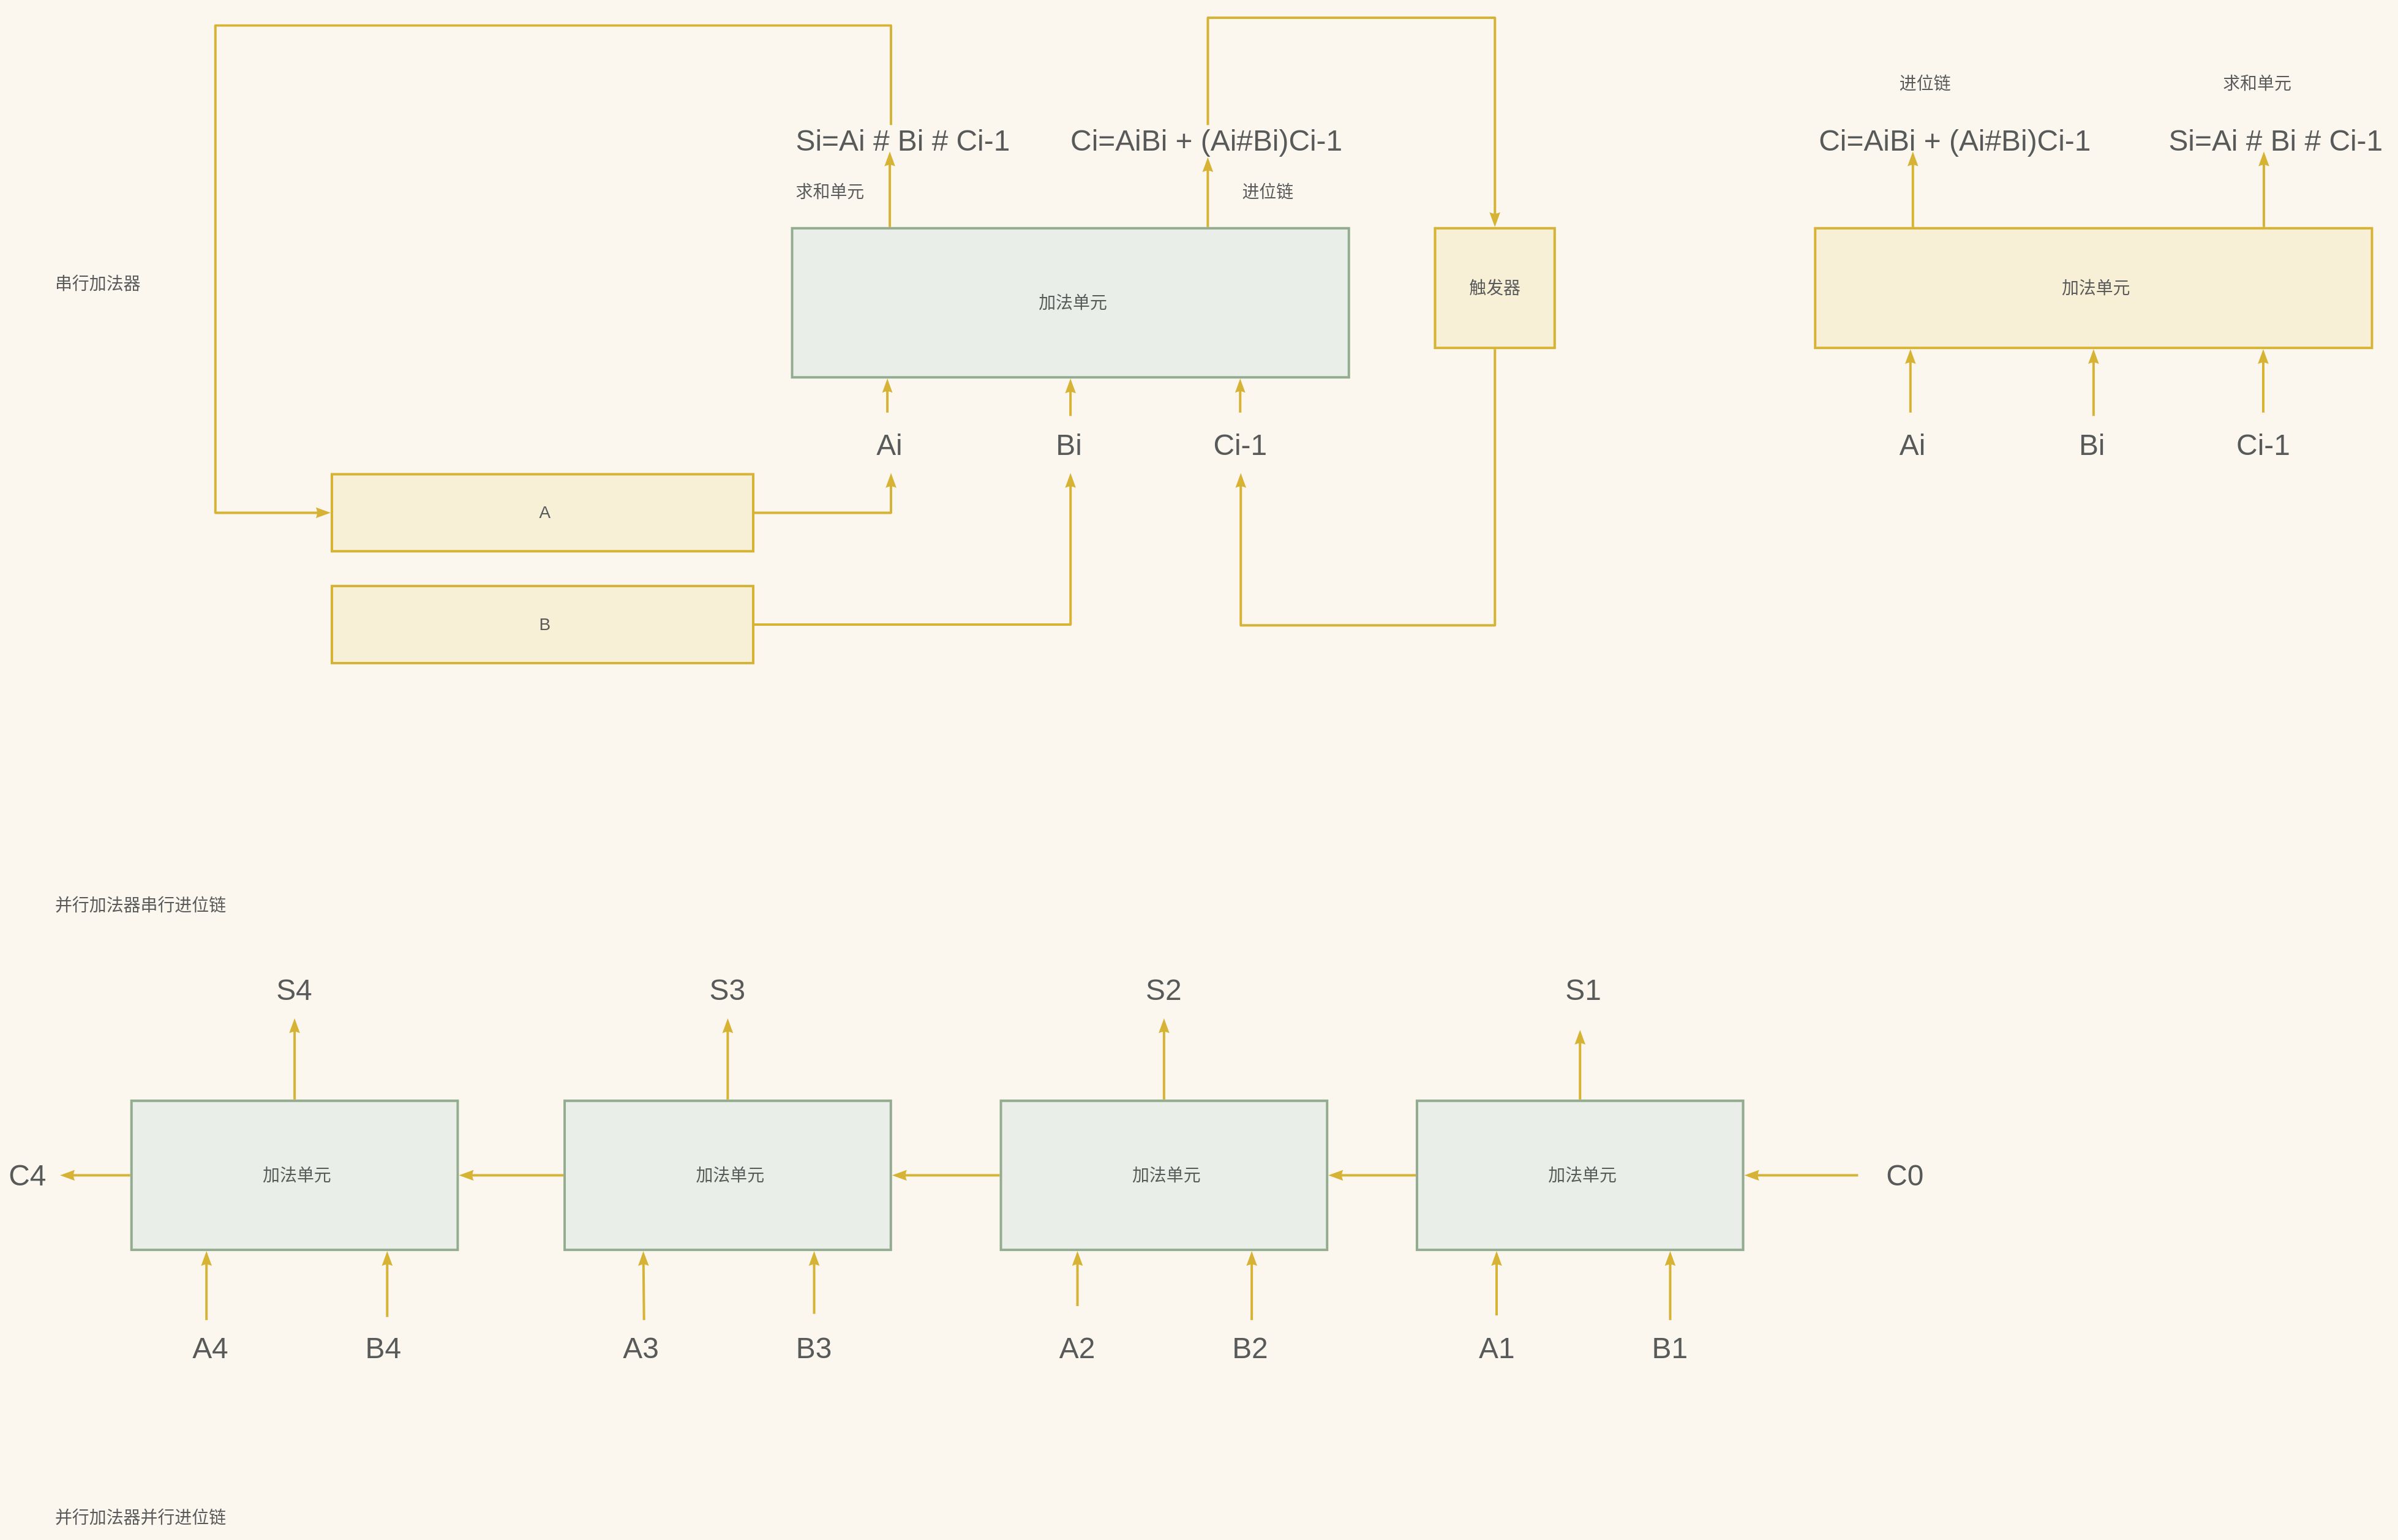 进位链
求和单元
Si=Ai # Bi # Ci-1
Ci=AiBi + (Ai#Bi)Ci-1
Ci=AiBi + (Ai#Bi)Ci-1
Si=Ai # Bi # Ci-1
求和单元
进位链
串行加法器
加法单元
触发器
加法单元
Ai
Bi
Ci-1
Ai
Bi
Ci-1
A
B
并行加法器串行进位链
S4
S3
S2
S1
C4
加法单元
加法单元
加法单元
加法单元
C0
A4
B4
A3
B3
A2
B2
A1
B1
并行加法器并行进位链